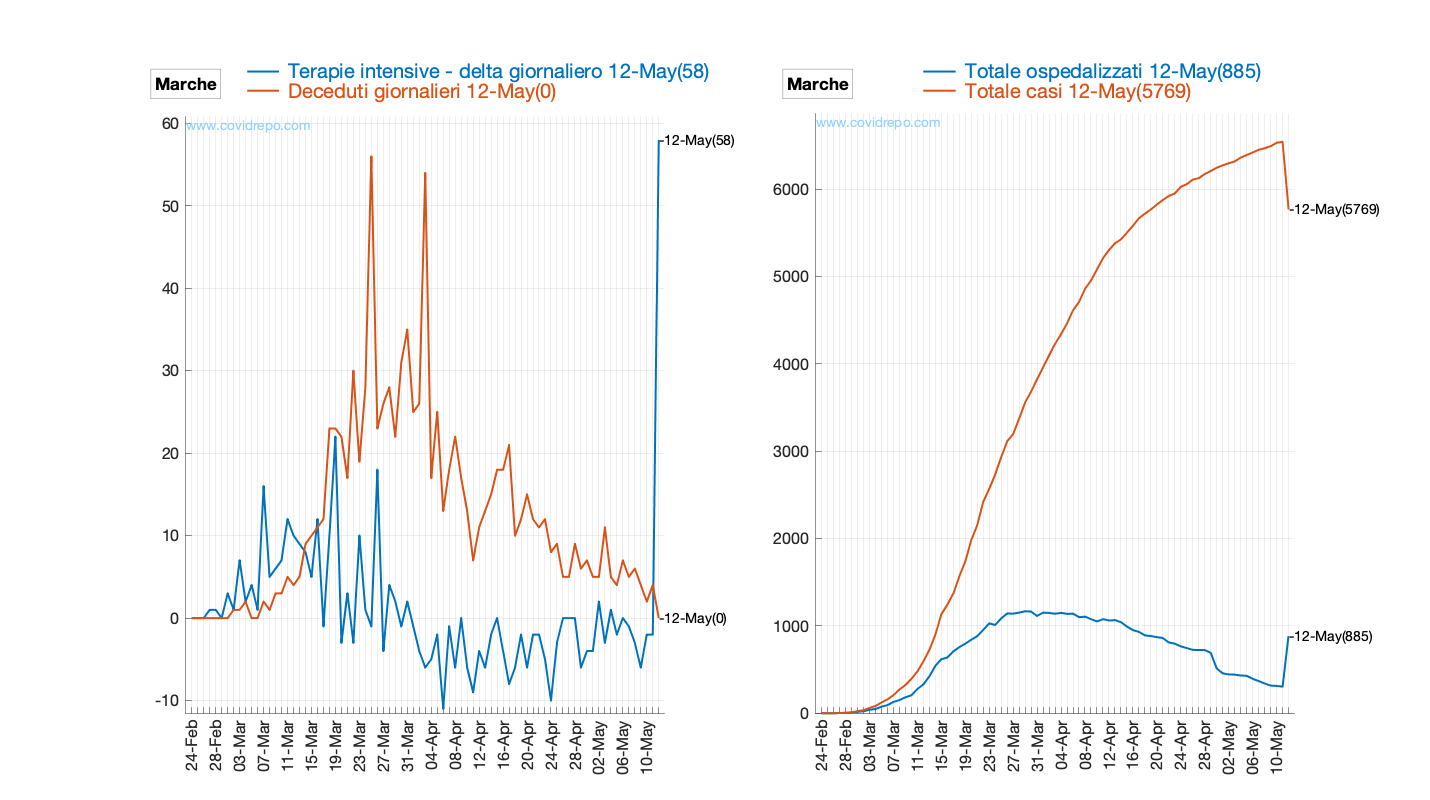 Marche
Terapie intensive - delta giornaliero 12-May(58)
Deceduti giornalieri 12-May(0)
www.covidrepo.com
60
50
40
30
20
10
0
-10
12-May(58)
12-May(0)
24-Feb
28-Feb
03-Mar
07-Mar
11-Mar
15-Mar
19-Mar
23-Mar
27-Mar
31-Mar
04-Apr
08-Apr
12-Apr
16-Apr
20-Apr
24-Apr
28-Apr
02-May
06-May
10-May
Marche
Totale ospedalizzati 12-May(885)
Totale casi 12-May(5769)
www.covidrepo.com
6000
5000
4000
3000
2000
1000
0
12-May(5769)
12-May(885)
24-Feb
28-Feb
03-Mar
07-Mar
11-Mar
15-Mar
19-Mar
23-Mar
27-Mar
31-Mar
04-Apr
08-Apr
12-Apr
16-Apr
20-Apr
24-Apr
28-Apr
02-May
06-May
10-May